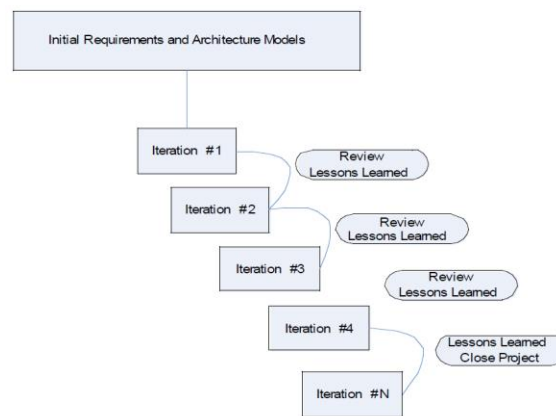 Initial Requirements and Architecture Models
Iteration #1
Review
Lessons Learned
Iteration #2
Review
Lessons Learned
Iteration #3
Review
Lessons Learned
Iteration #4
Lessons Learned
Close Project
Iteration #N